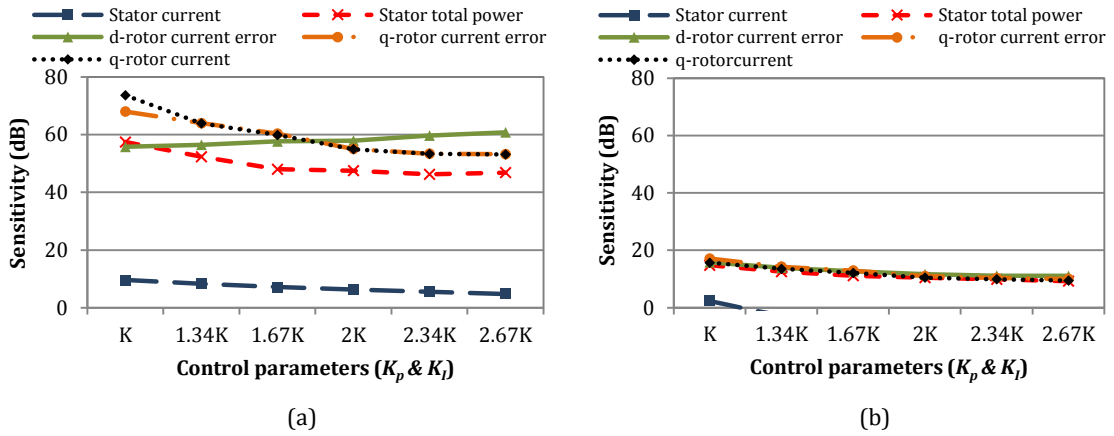 Stator current
Stator total power
d-rotor current error
q-rotor current error
q-rotor current
80
60
40
20
0
Sensitivity (dB)
K 1.34K 1.67K 2K 2.34K 2.67K
Control parameters (Kp & KI)
(a)
Stator current
Stator total power
d-rotor current error
q-rotor current error
q-rotorcurrent
80
60
40
20
0
Sensitivity (dB)
K 1.34K 1.67K 2K 2.34K 2.67K
Control parameters (Kp & KI)
(b)